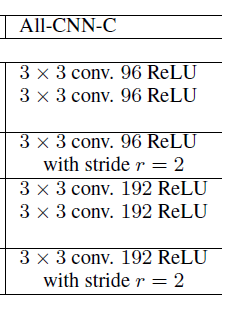 All-CNN-C
3 × 3 conv. 96 ReLU
3 × 3 conv. 96 ReLU
3 × 3 conv. 96 ReLU
with stride r = 2
3 × 3 conv. 192 ReLU
3 × 3 conv. 192 ReLU
3 × 3 conv. 192 ReLU
with stride r = 2